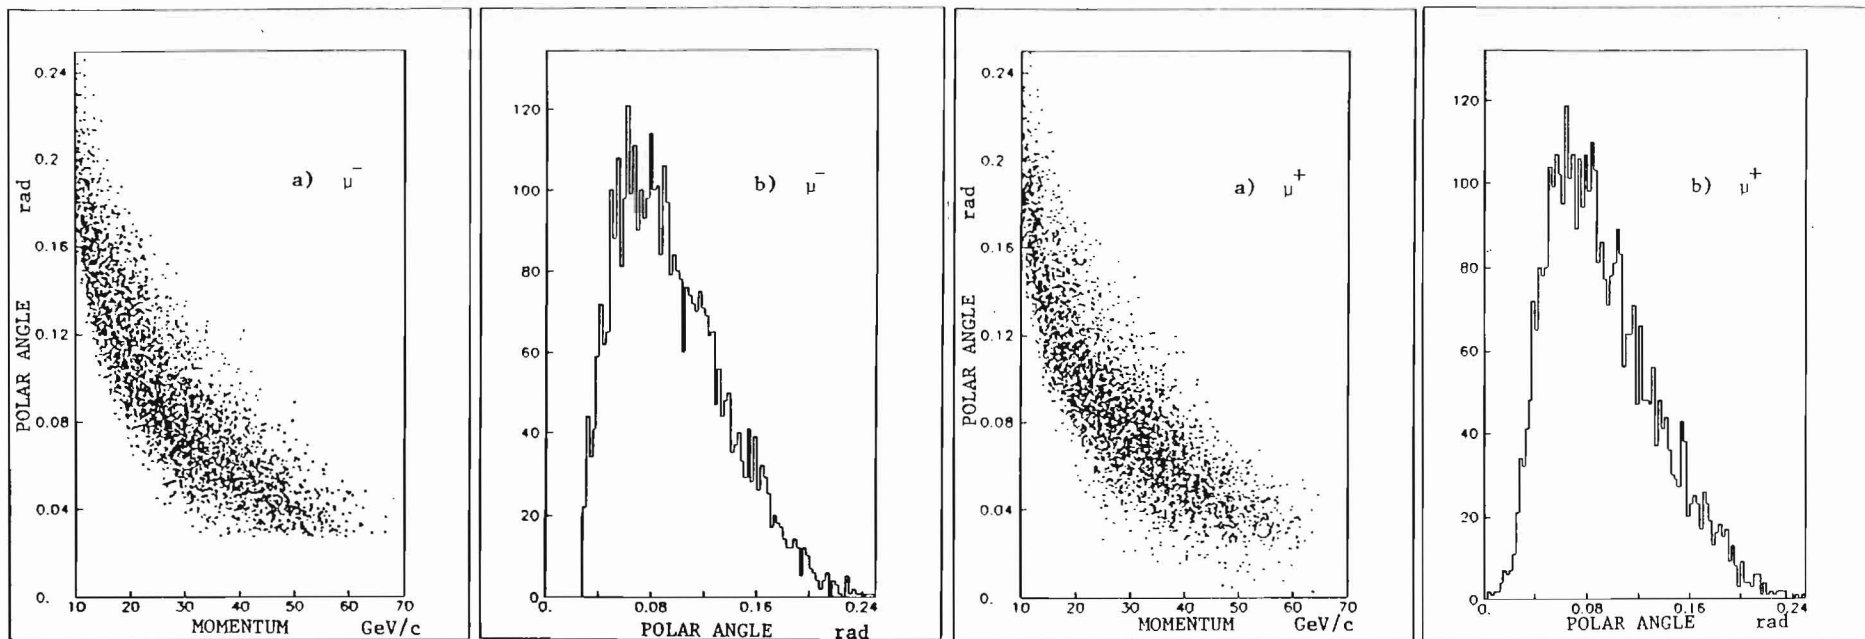 0.24
0.2
0.16
0.12
0.08
0.04
0.
POLAR ANGLE rad
10 20 30 40 50 60 70
MOMENTUM GeV/c
a) μ⁻
120
100
80
60
40
20
0
0. 0.08 0.16 0.24
POLAR ANGLE rad
b) μ⁻
0.24
0.2
0.16
0.12
0.08
0.04
0.
POLAR ANGLE rad
10 20 30 40 50 60 70
MOMENTUM GeV/c
a) μ⁺
120
100
80
60
40
20
0
0. 0.08 0.16 0.24
POLAR ANGLE rad
b) μ⁺